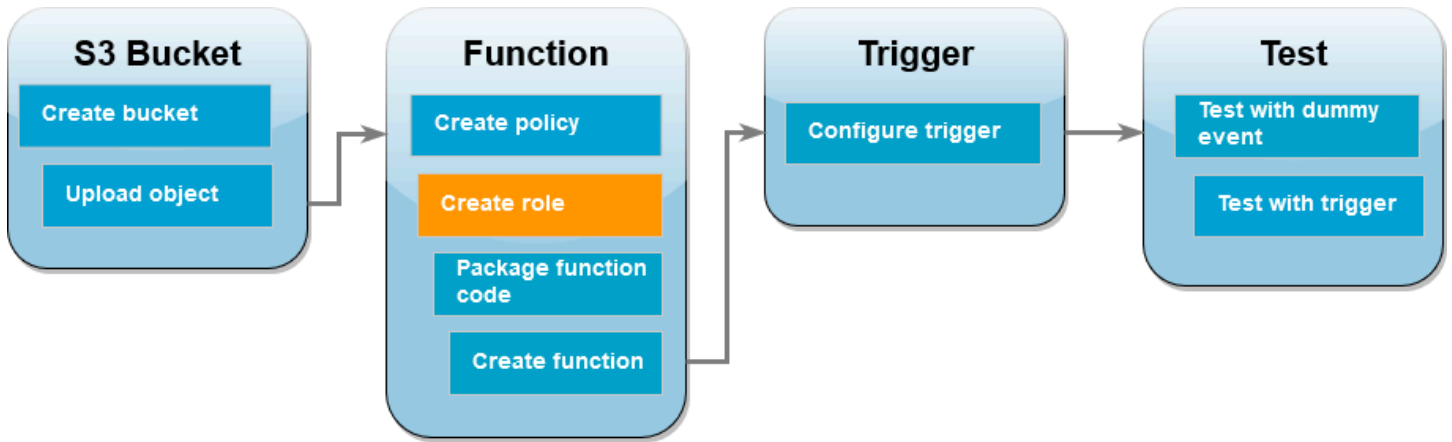 S3 Bucket
Create bucket
Upload object
Function
Create policy
Create role
Package function
code
Create function
Trigger
Configure trigger
Test
Test with dummy
event
Test with trigger